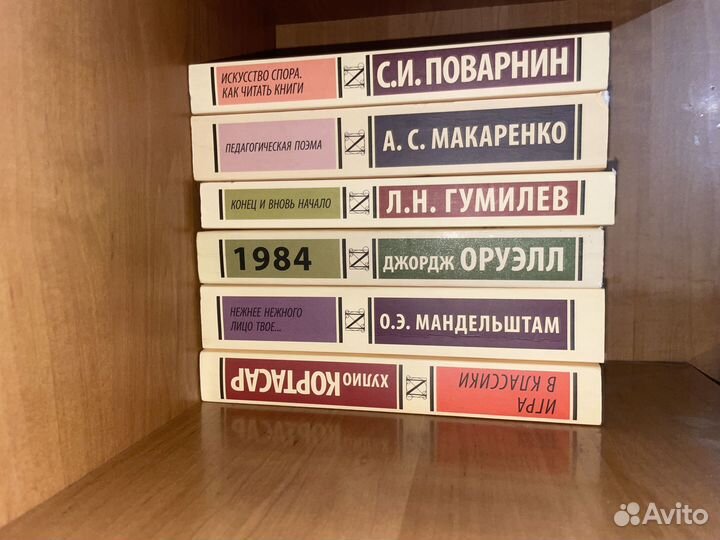 ИСКУССТВО СПОРА.
КАК ЧИТАТЬ КНИГИ
С.И. ПОВАРНИН
ПЕДАГОГИЧЕСКАЯ ПОЭМА
А. С. МАКАРЕНКО
КОНЕЦ И ВНОВЬ НАЧАЛО
Л.Н. ГУМИЛЕВ
1984
ДЖОРДЖ ОРУЭЛЛ
НЕЖНЕЕ НЕЖНОГО
ЛИЦО ТВОЕ...
О.Э. МАНДЕЛЬШТАМ
ХУЛИО КОРТАСАР
ИГРА
В КЛАССИКИ
Avito